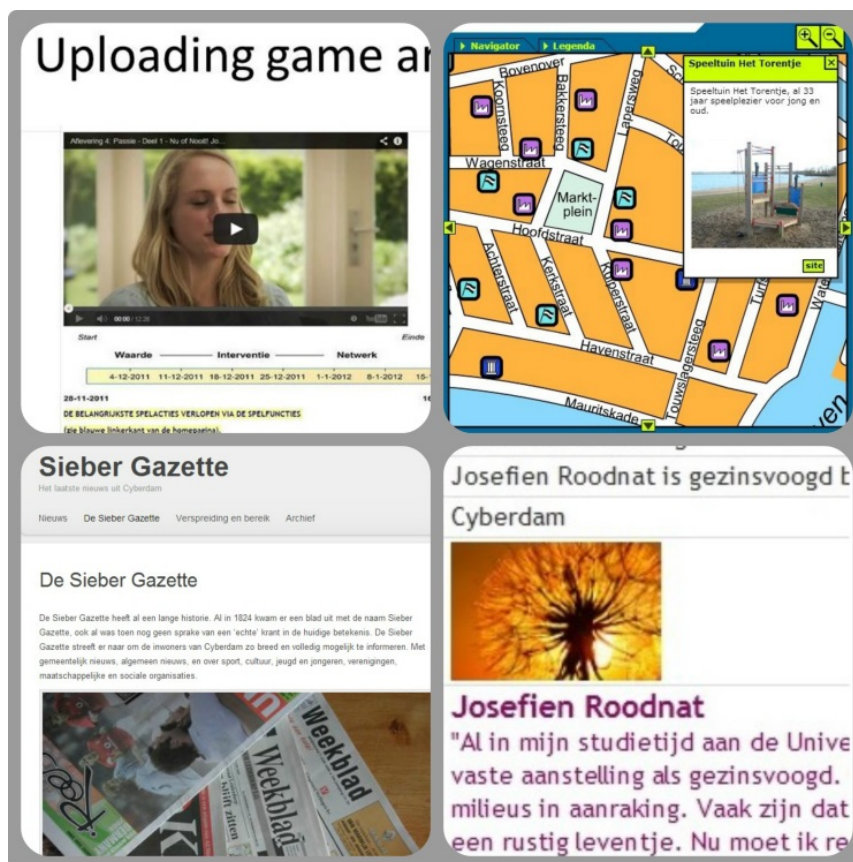 Uploading game an
Aflevering 4: Passie - Deel 1 - Nu of Nooit! Jo...
00:00 / 12:26
YouTube
Start
Einde
Waarde
Interventie
Netwerk
4-12-2011 11-12-2011 18-12-2011 25-12-2011 1-1-2012 8-1-2012 15-
28-11-2011
16
DE BELANGRIJKSTE SPELACTIES VERLOPEN VIA DE SPELFUNCTIES
(zie blauwe linkerkant van de homepagina).
Navigator
Legenda
Bovenover
Koornsteeg
Bakkersteeg
Lapersweg
Wagenstraat
Markt-
plein
Hoofdstraat
Achterstraat
Kerkstraat
Kuiperstraat
Havenstraat
Touwslagersteeg
Mauritskade
Speeltuin Het Torentje
Speeltuin Het Torentje, al 33
jaar speelplezier voor jong en
oud.
site
Sieber Gazette
Het laatste nieuws uit Cyberdam
Nieuws De Sieber Gazette Verspreiding en bereik Archief
De Sieber Gazette
De Sieber Gazette heeft al een lange historie. Al in 1824 kwam er een blad uit met de naam Sieber
Gazette, ook al was toen nog geen sprake van een 'echte' krant in de huidige betekenis. De Sieber
Gazette streeft er naar om de inwoners van Cyberdam zo breed en volledig mogelijk te informeren. Met
gemeentelijk nieuws, algemeen nieuws, en over sport, cultuur, jeugd en jongeren, verenigingen,
maatschappelijke en sociale organisaties.
Weekblad
Weekblad
blijft zitten
Josefien Roodnat is gezinsvoogd b
Cyberdam
Josefien Roodnat
"Al in mijn studietijd aan de Unive
vaste aanstelling als gezinsvoogd.
milieus in aanraking. Vaak zijn dat
een rustig leventje. Nu moet ik re